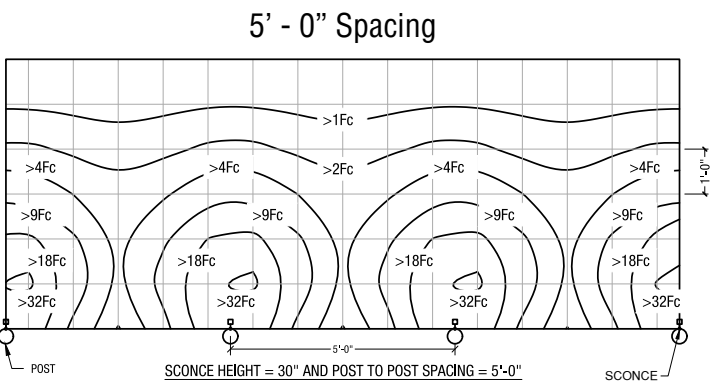 5' - 0" Spacing
>1Fc
>4Fc >4Fc >2Fc >4Fc >4Fc
1'-0"
>9Fc >9Fc >9Fc >9Fc
>18Fc >18Fc >18Fc >18Fc
>32Fc >32Fc >32Fc >32Fc
5'-0"
POST SCONCE HEIGHT = 30" AND POST TO POST SPACING = 5'-0" SCONCE